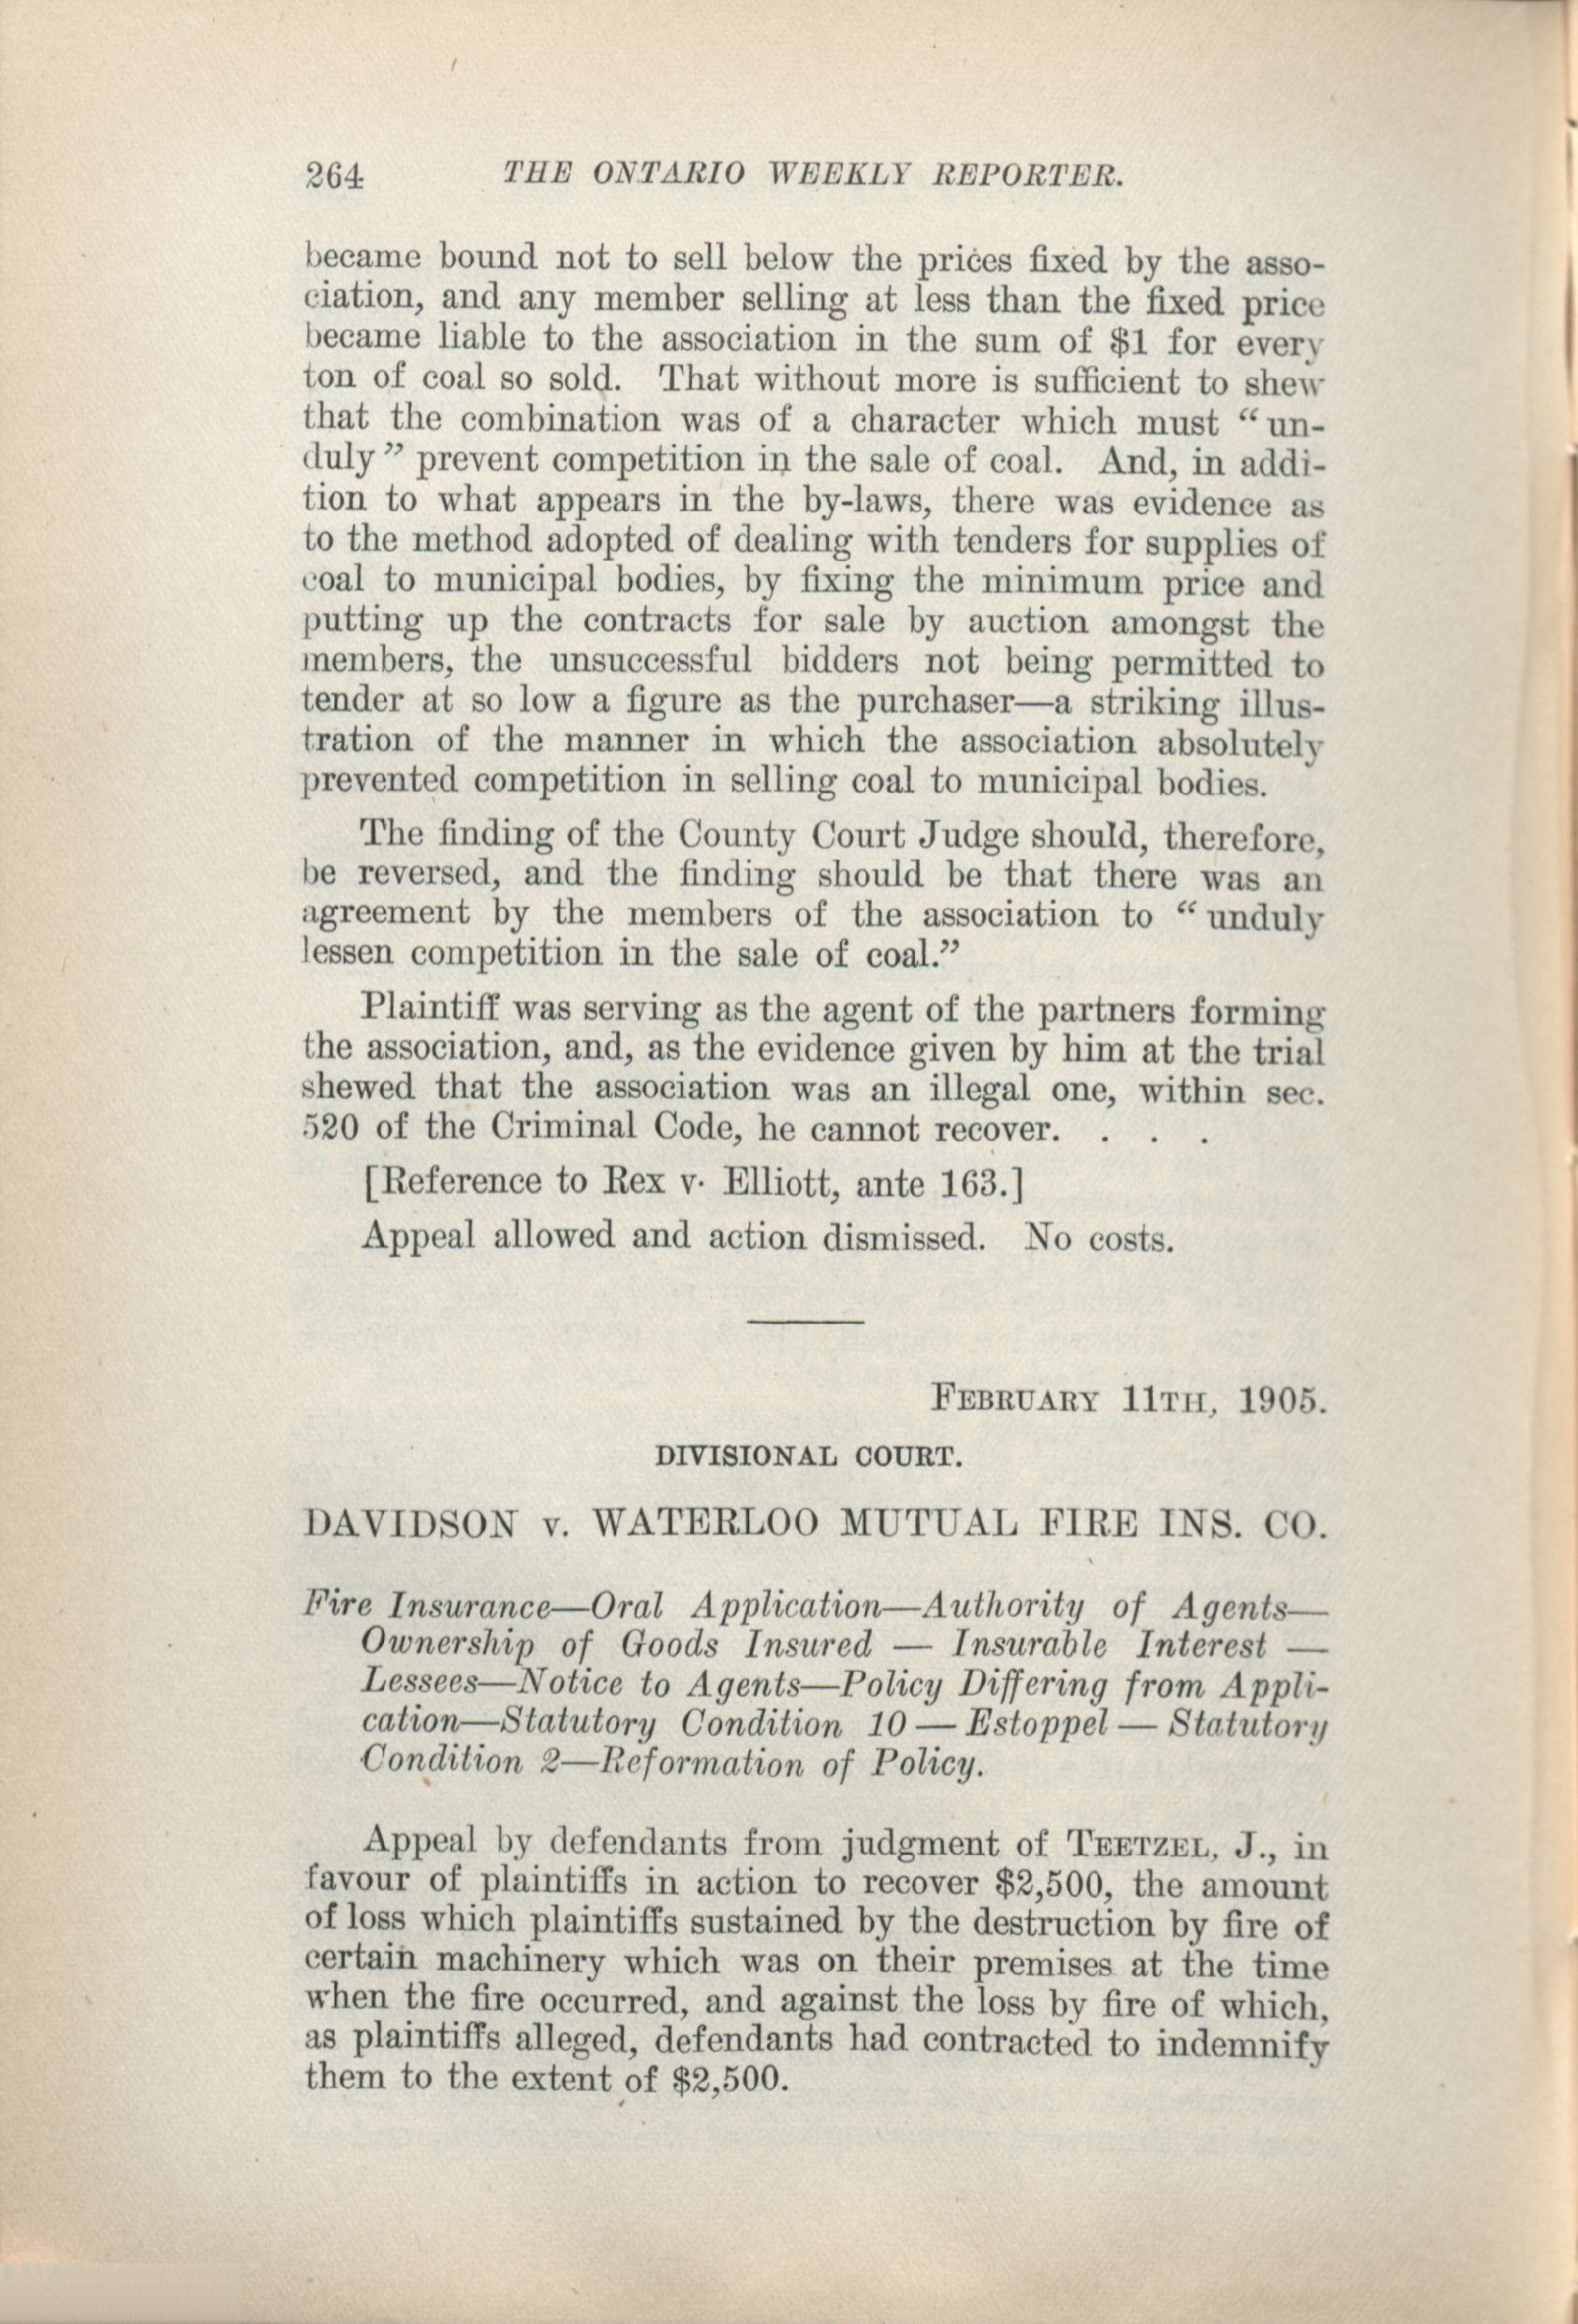 264 THE ONTARIO WEEKLY REPORTER.
became bound not to sell below the prices fixed by the asso-
ciation, and any member selling at less than the fixed price
became liable to the association in the sum of $1 for every
ton of coal so sold. That without more is sufficient to shew
that the combination was of a character which must “ un-
duly ” prevent competition in the sale of coal. And, in addi-
tion to what appears in the by-laws, there was evidence as
to the method adopted of dealing with tenders for supplies of
coal to municipal bodies, by fixing the minimum price and
putting up the contracts for sale by auction amongst the
members, the unsuccessful bidders not being permitted to
tender at so low a figure as the purchaser—a striking illus-
tration of the manner in which the association absolutely
prevented competition in selling coal to municipal bodies.
The finding of the County Court Judge should, therefore,
be reversed, and the finding should be that there was an
agreement by the members of the association to “ unduly
lessen competition in the sale of coal.”
Plaintiff was serving as the agent of the partners forming
the association, and, as the evidence given by him at the trial
shewed that the association was an illegal one, within sec.
520 of the Criminal Code, he cannot recover. . . .
[Reference to Rex v. Elliott, ante 163.]
Appeal allowed and action dismissed. No costs.
FEBRUARY 11TH, 1905.
DIVISIONAL COURT.
DAVIDSON v. WATERLOO MUTUAL FIRE INS. CO.
Fire Insurance—Oral Application—Authority of Agents—
Ownership of Goods Insured — Insurable Interest —
Lessees—Notice to Agents—Policy Differing from Appli-
cation—Statutory Condition 10 — Estoppel — Statutory
Condition 2—Reformation of Policy.
Appeal by defendants from judgment of TEETZEL, J., in
favour of plaintiffs in action to recover $2,500, the amount
of loss which plaintiffs sustained by the destruction by fire of
certain machinery which was on their premises at the time
when the fire occurred, and against the loss by fire of which,
as plaintiffs alleged, defendants had contracted to indemnify
them to the extent of $2,500.